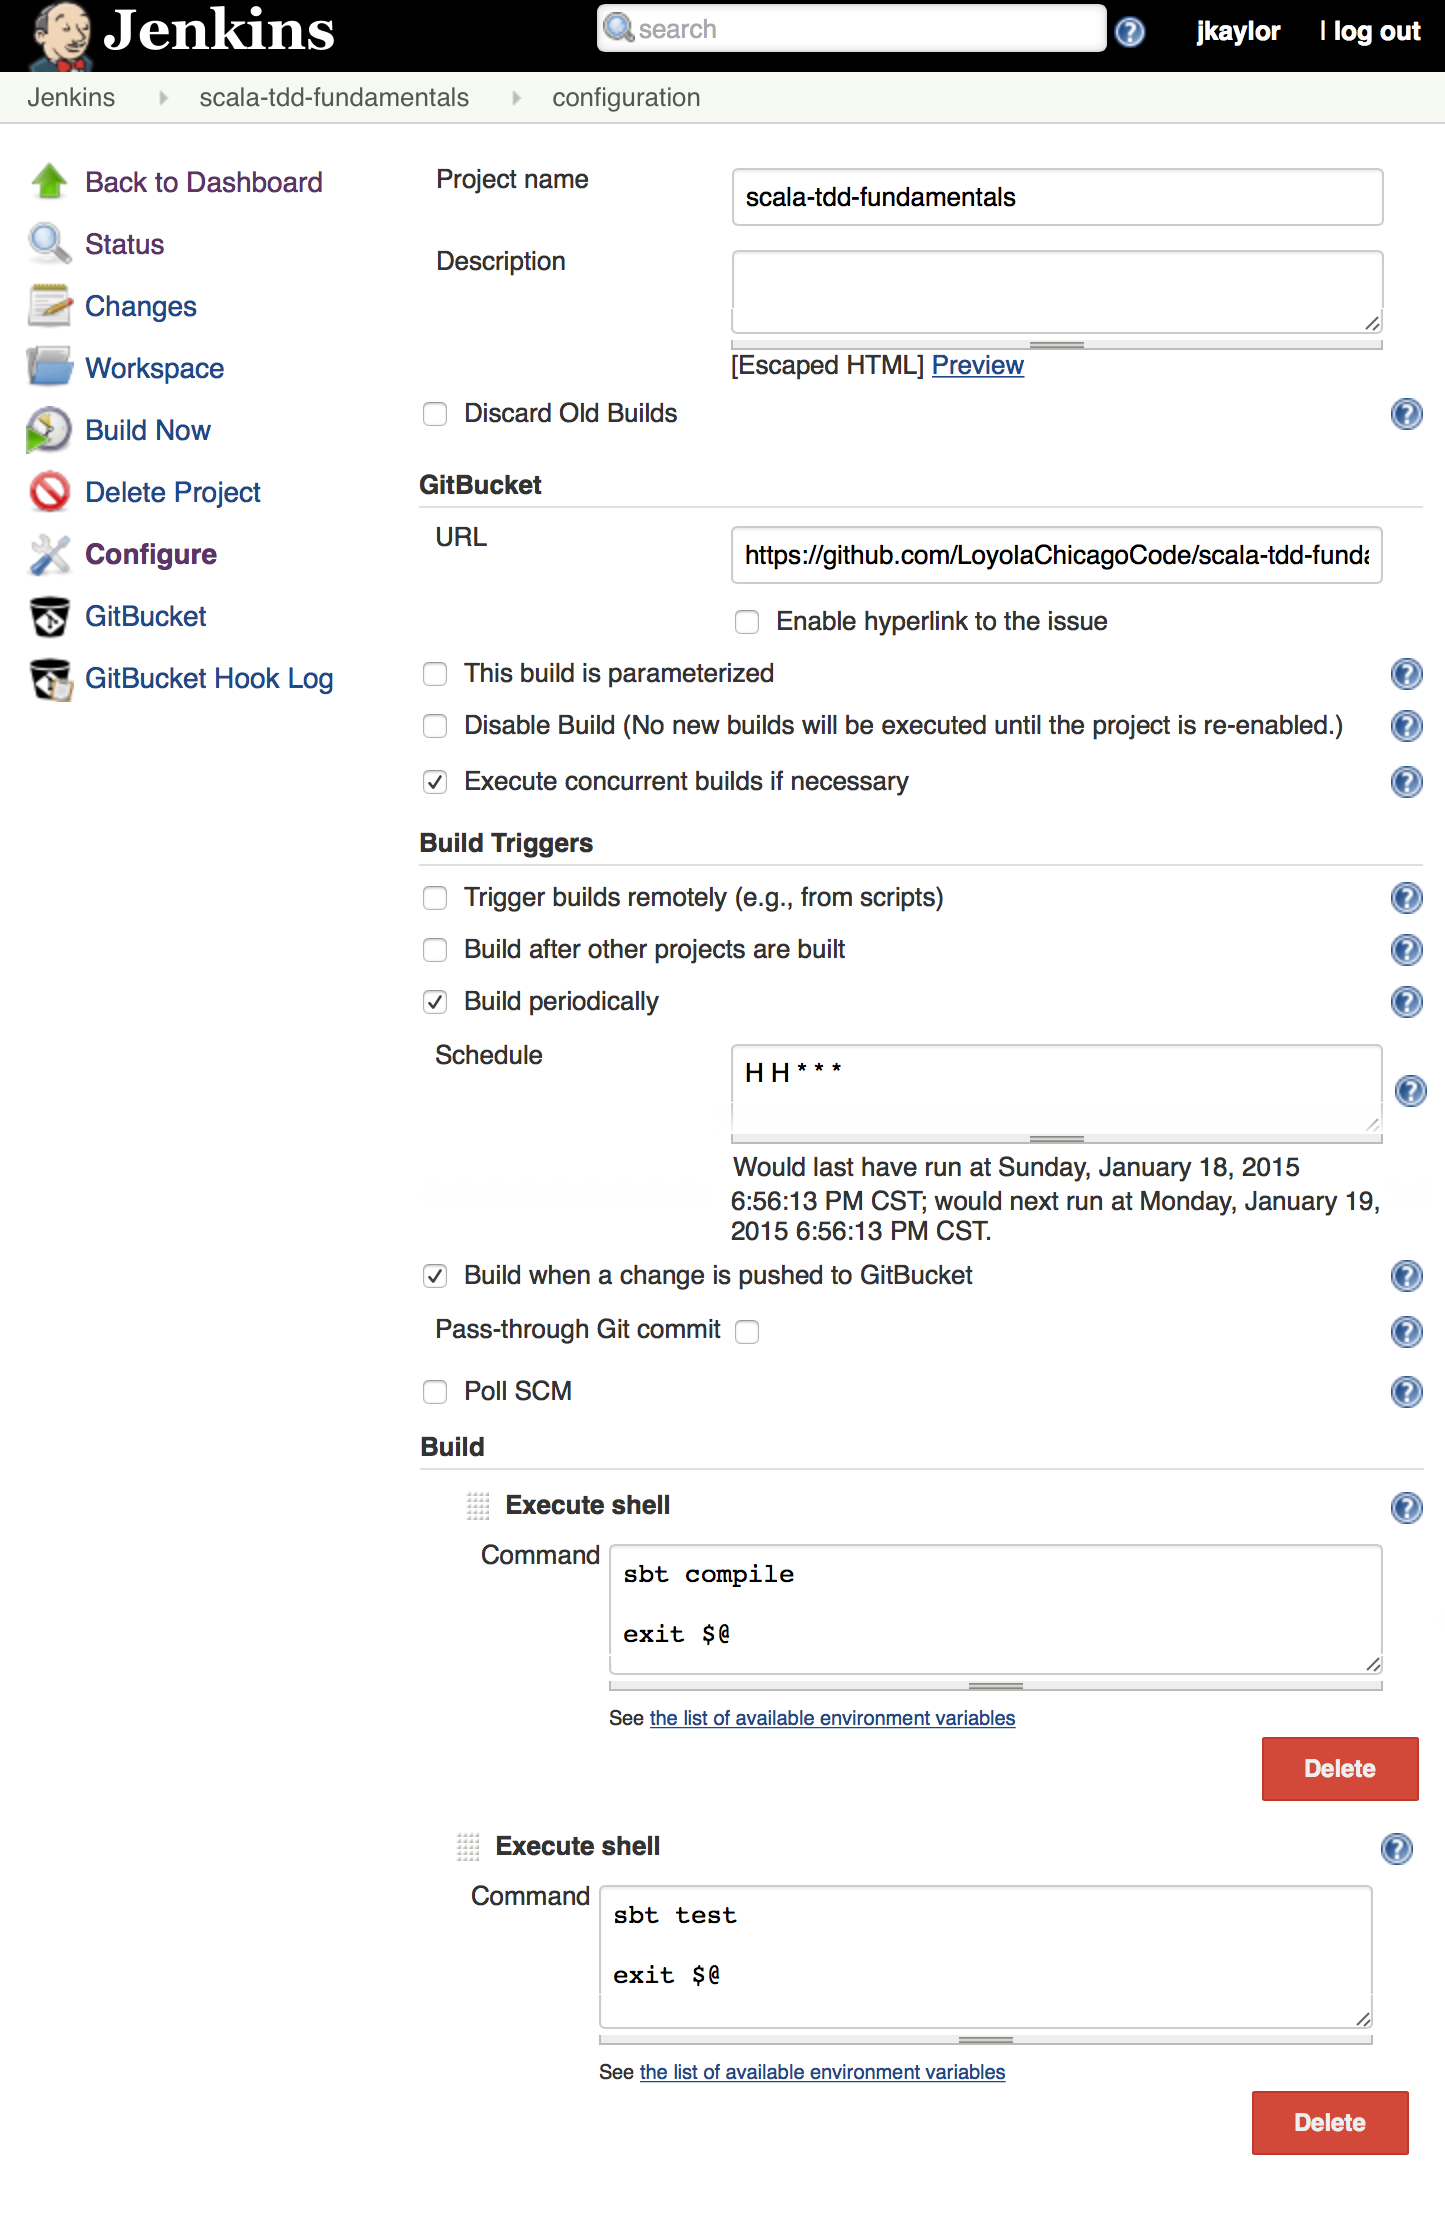 Jenkins
search
jkaylor
| log out
Jenkins
scala-tdd-fundamentals
configuration
Back to Dashboard
Status
Changes
Workspace
Build Now
Delete Project
Configure
GitBucket
GitBucket Hook Log
Project name
scala-tdd-fundamentals
Description
[Escaped HTML] Preview
Discard Old Builds
GitBucket
URL
https://github.com/LoyolaChicagoCode/scala-tdd-funda
Enable hyperlink to the issue
This build is parameterized
Disable Build (No new builds will be executed until the project is re-enabled.)
Execute concurrent builds if necessary
Build Triggers
Trigger builds remotely (e.g., from scripts)
Build after other projects are built
Build periodically
Schedule
H H * * *
Would last have run at Sunday, January 18, 2015
6:56:13 PM CST; would next run at Monday, January 19,
2015 6:56:13 PM CST.
Build when a change is pushed to GitBucket
Pass-through Git commit
Poll SCM
Build
Execute shell
Command
sbt compile
exit $@
See the list of available environment variables
Delete
Execute shell
Command
sbt test
exit $@
See the list of available environment variables
Delete